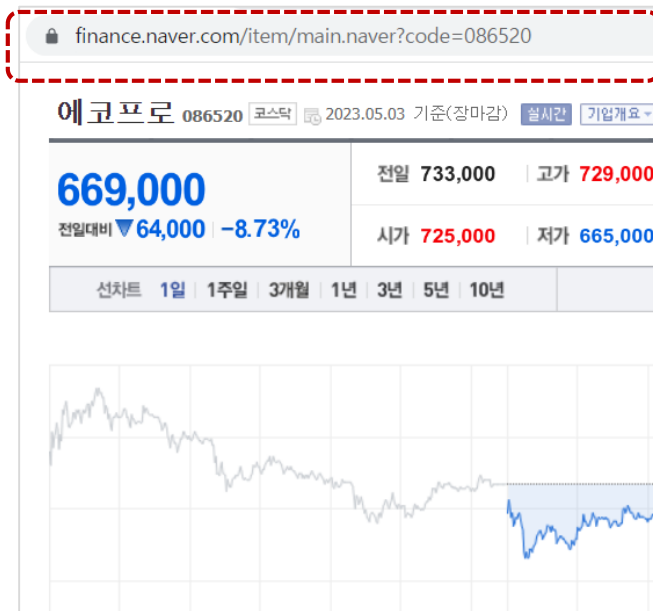 finance.naver.com/item/main.naver?code=086520
에코프로 086520 코스닥 2023.05.03 기준(장마감) 실시간 기업개요
669,000 전일 733,000 고가 729,000
전일대비 ▼ 64,000 -8.73% 시가 725,000 저가 665,000
선차트 1일 1주일 3개월 1년 3년 5년 10년